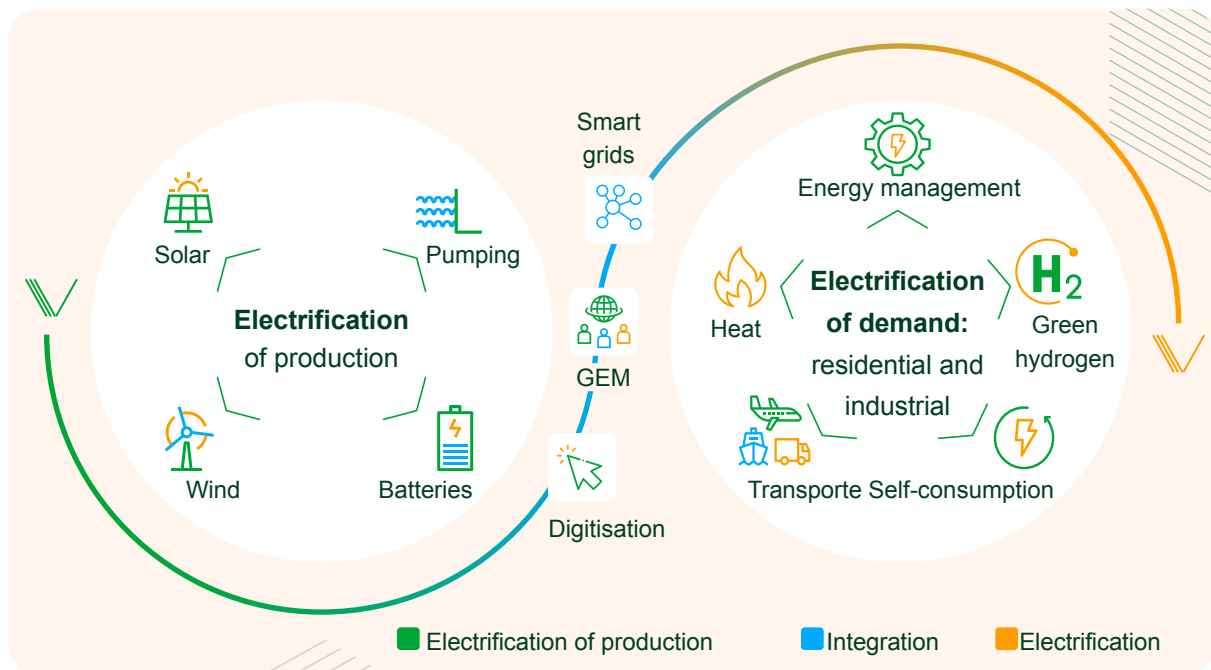 Solar
Pumping
Electrification
of production
Wind
Batteries
Smart
grids
GEM
Digitisation
Energy management
Heat
H2
Green
hydrogen
Electrification
of demand:
residential and
industrial
Transporte Self-consumption
Electrification of production
Integration
Electrification